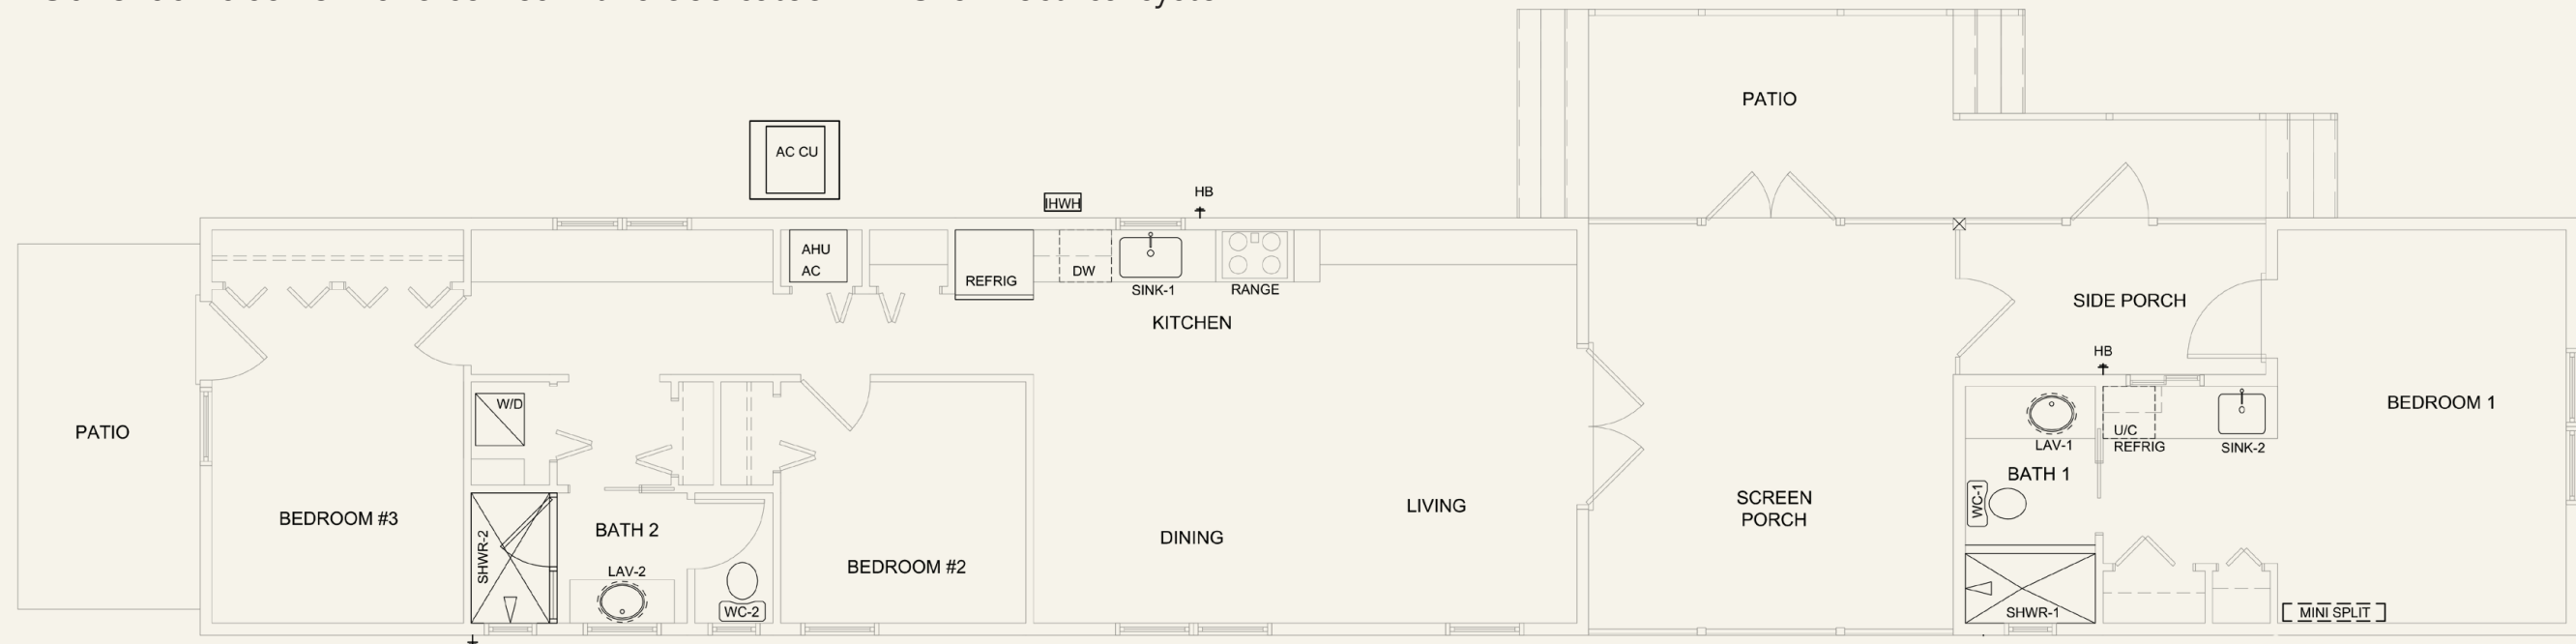 PATIO
AC CU
IHWH
HB
AHU
AC
REFRIG
DW
SINK-1
RANGE
KITCHEN
SIDE PORCH
HB
W/D
PATIO
BEDROOM 1
LAV-1
U/C
REFRIG
SINK-2
BATH 1
WC-1
BEDROOM #3
SHWR-2
BATH 2
LAV-2
WC-2
BEDROOM #2
DINING
LIVING
SCREEN
PORCH
SHWR-1
MINI SPLIT